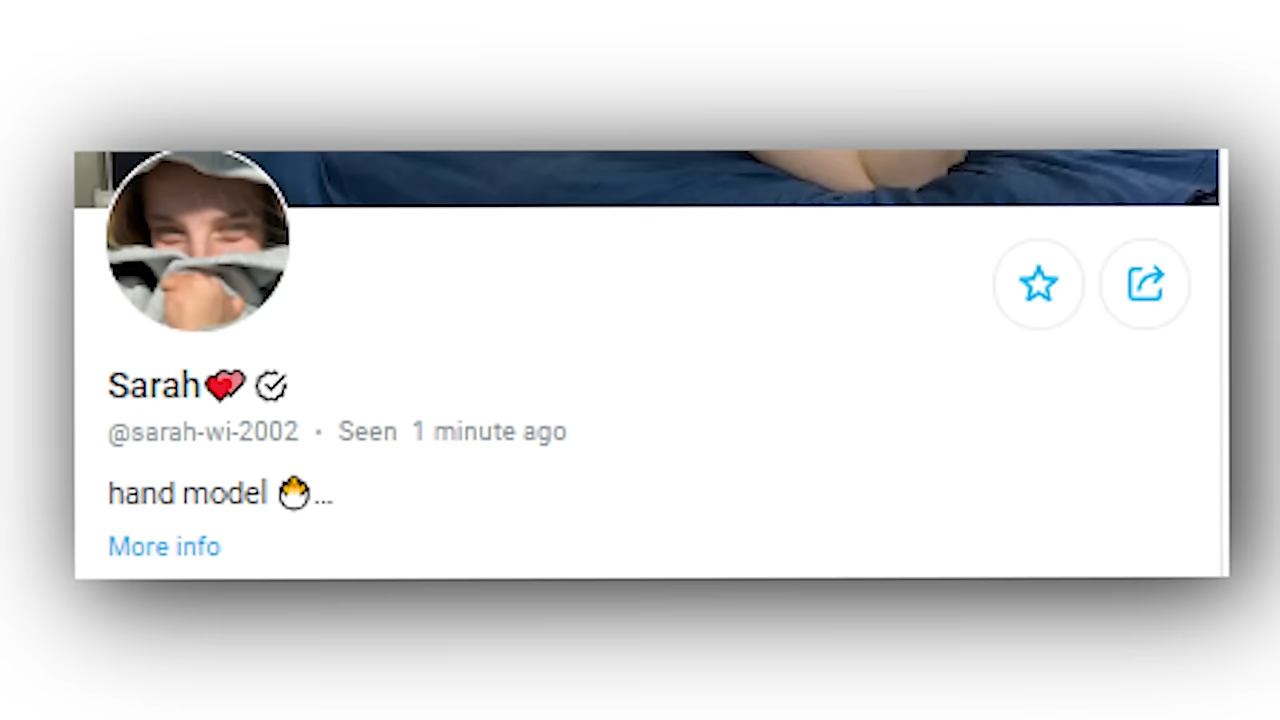 Sarah💕
@sarah-wi-2002 · Seen 1 minute ago
hand model 🐣...
More info